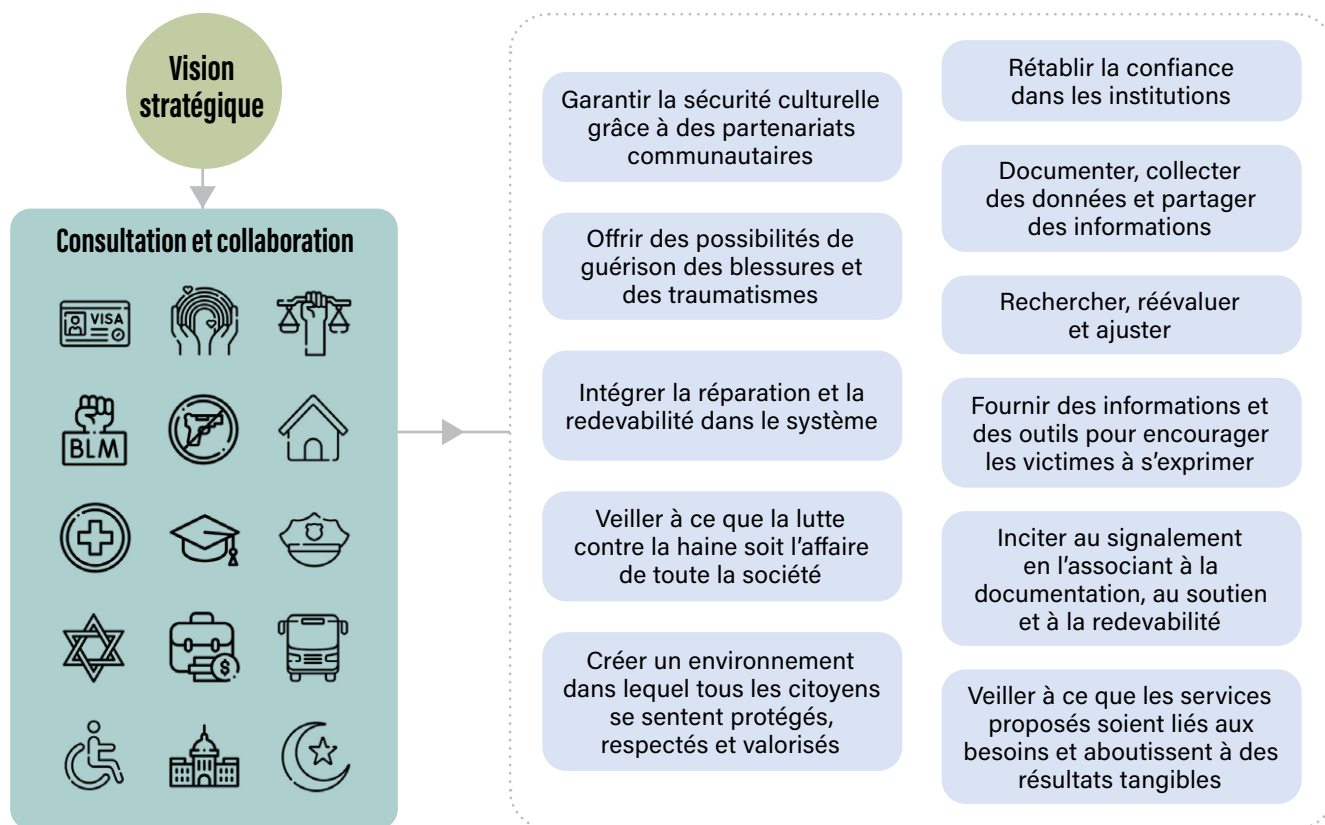 Vision
stratégique
Consultation et collaboration
VISA
BLM
$
Garantir la sécurité culturelle
grâce à des partenariats
communautaires
Offrir des possibilités de
guérison des blessures et
des traumatismes
Intégrer la réparation et la
redevabilité dans le système
Veiller à ce que la lutte
contre la haine soit l’affaire
de toute la société
Créer un environnement
dans lequel tous les citoyens
se sentent protégés,
respectés et valorisés
Rétablir la confiance
dans les institutions
Documenter, collecter
des données et partager
des informations
Rechercher, réévaluer
et ajuster
Fournir des informations et
des outils pour encourager
les victimes à s’exprimer
Inciter au signalement
en l’associant à la
documentation, au soutien
et à la redevabilité
Veiller à ce que les services
proposés soient liés aux
besoins et aboutissent à des
résultats tangibles